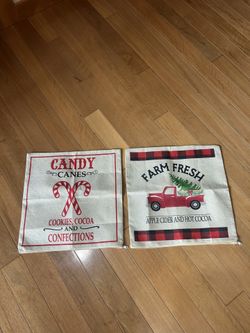 CANDY
CANES
COOKIES, COCOA
AND
CONFECTIONS
FARM FRESH
APPLE CIDER AND HOT COCOA